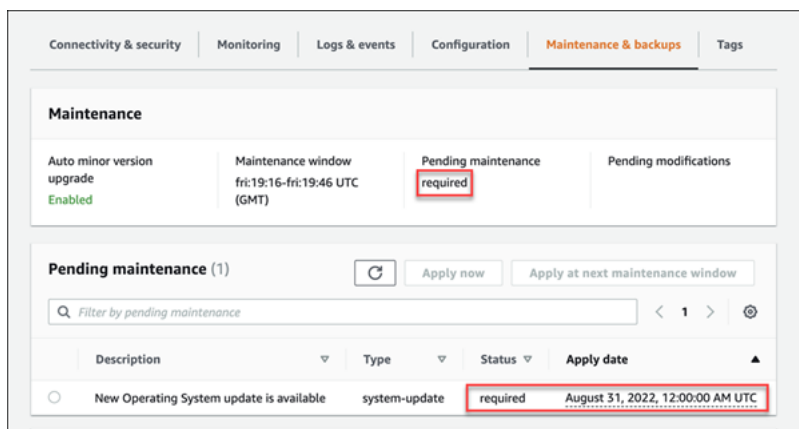 Connectivity & security Monitoring Logs & events Configuration Maintenance & backups Tags
Maintenance
Auto minor version upgrade
Enabled
Maintenance window
fri:19:16-fri:19:46 UTC (GMT)
Pending maintenance
required
Pending modifications
Pending maintenance (1) Apply now Apply at next maintenance window
Filter by pending maintenance 1
Description Type Status Apply date
New Operating System update is available system-update required August 31, 2022, 12:00:00 AM UTC